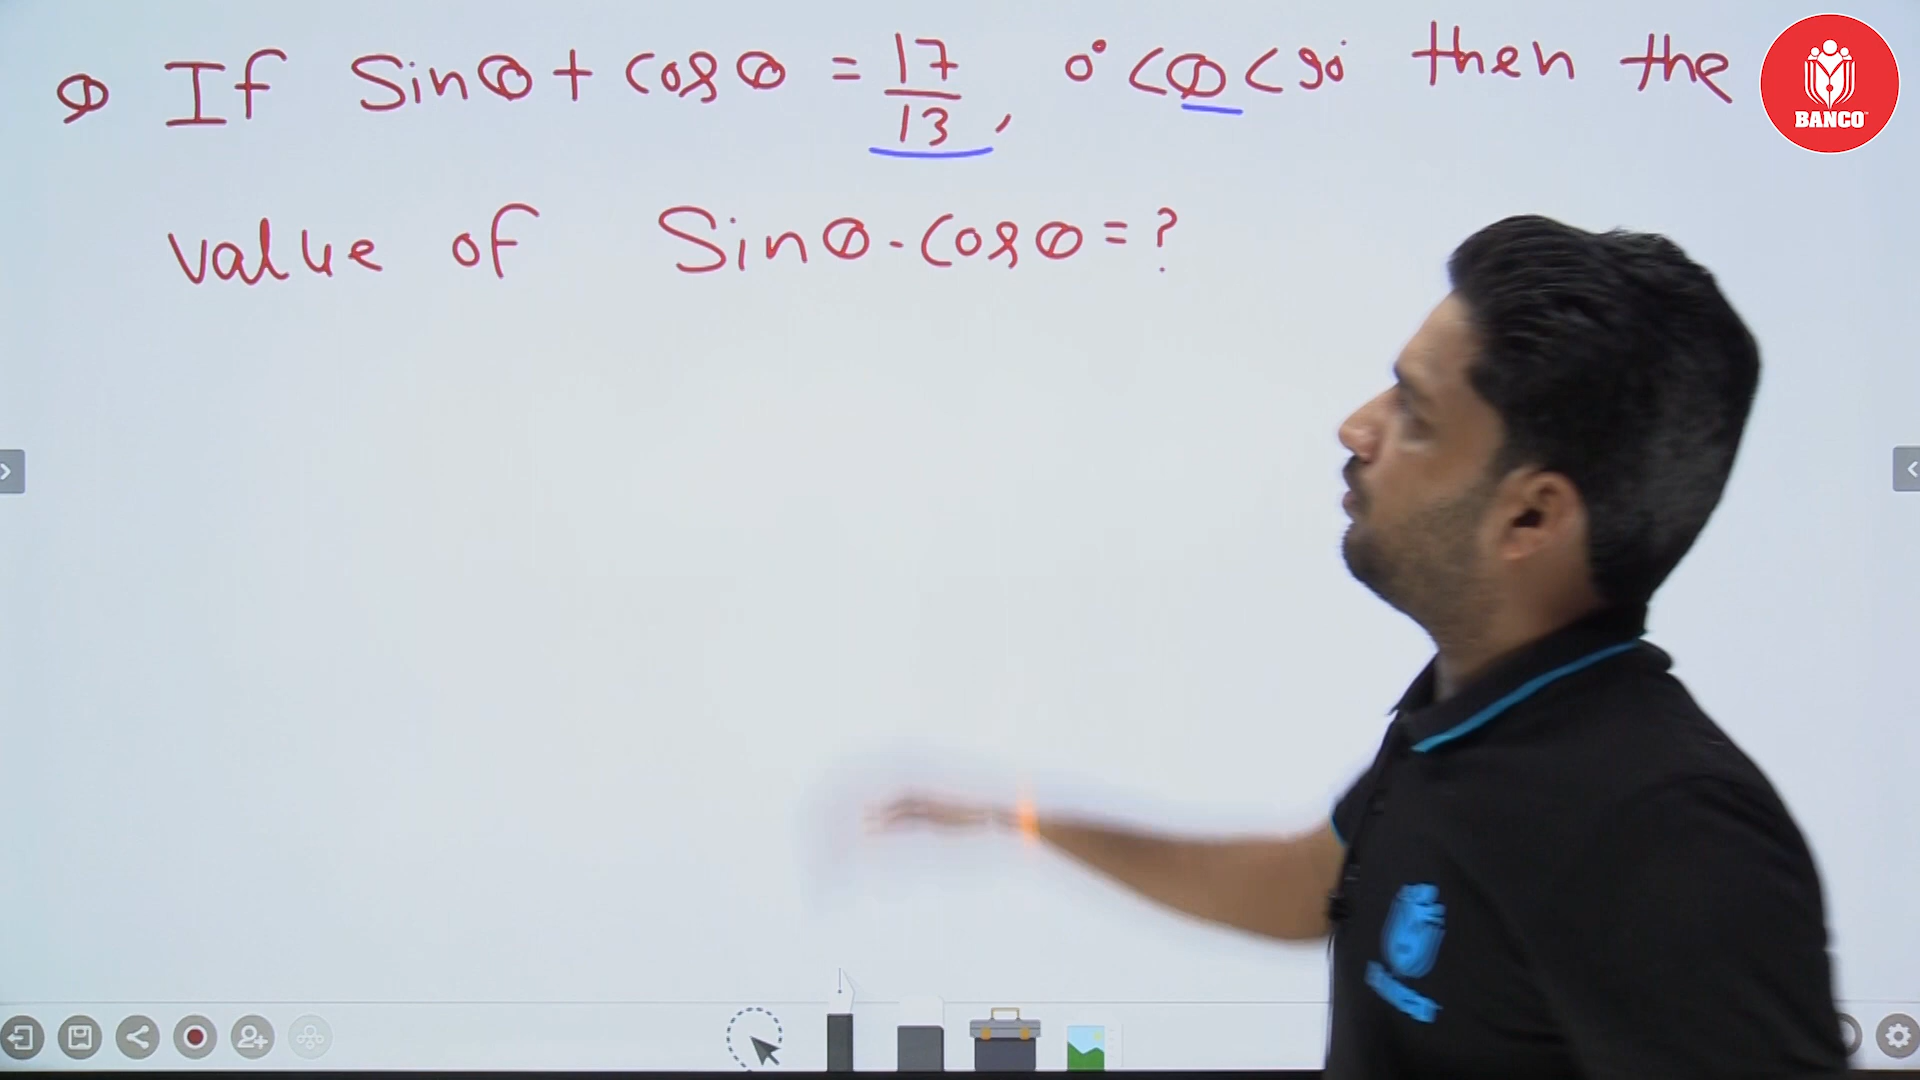 Q If Sinθ + Cosθ = 17/13, 0° < θ < 90° then the
value of Sinθ · Cosθ = ?
BANCO